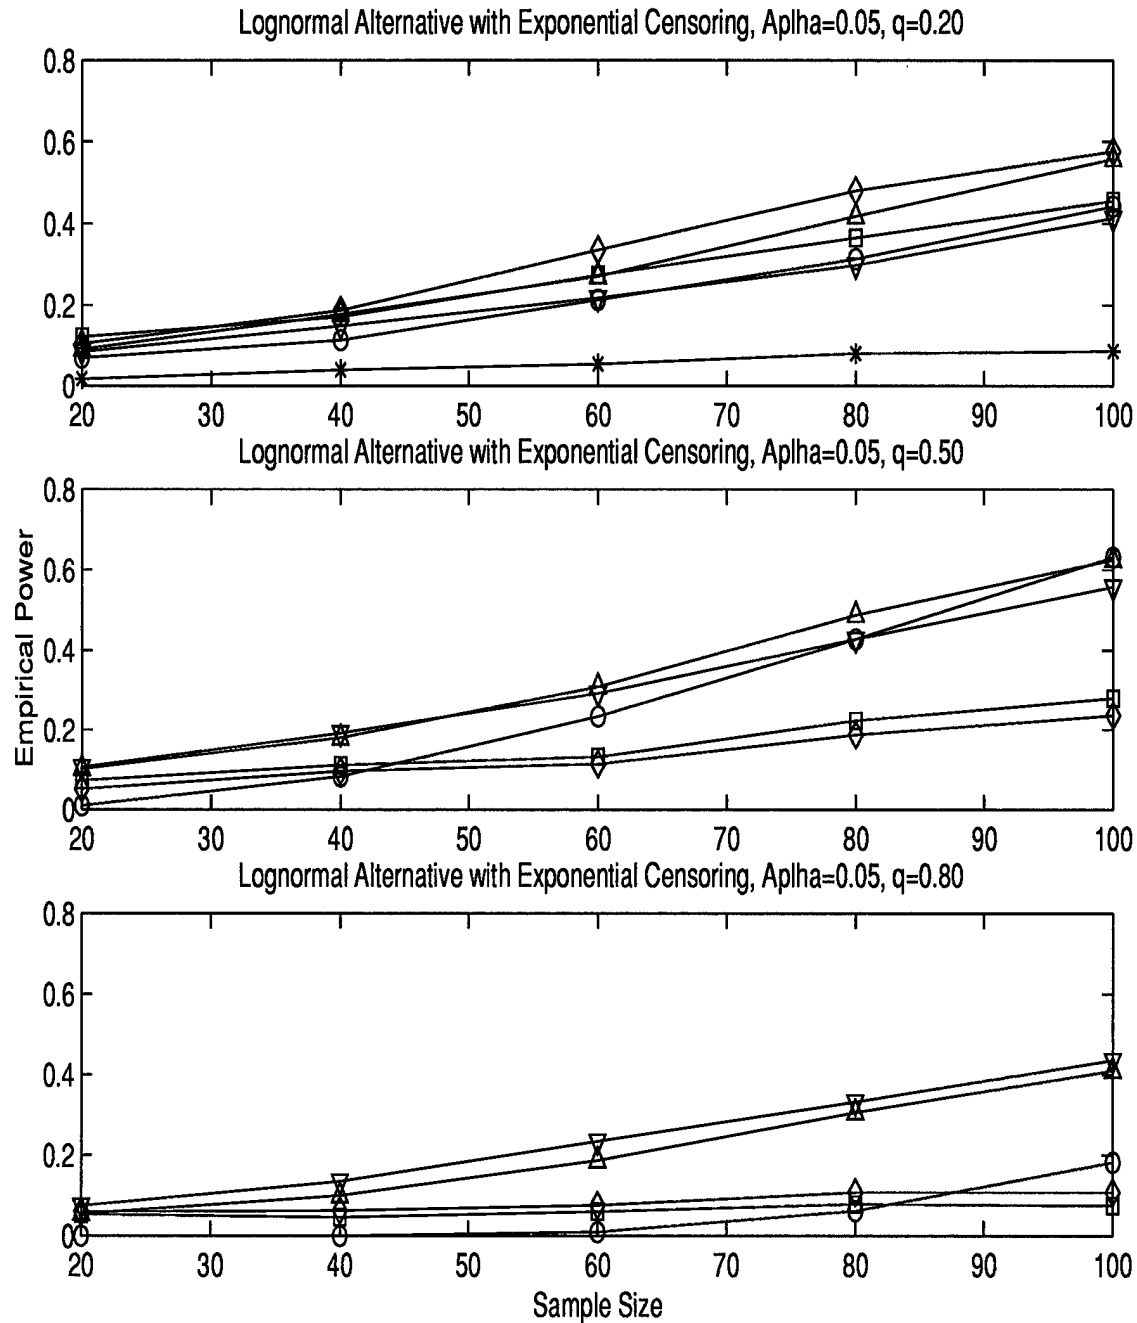 Lognormal Alternative with Exponential Censoring, Aplha=0.05, q=0.20
0.8
0.6
0.4
0.2
0
20 30 40 50 60 70 80 90 100
Lognormal Alternative with Exponential Censoring, Aplha=0.05, q=0.50
0.8
0.6
0.4
0.2
0
Empirical Power
20 30 40 50 60 70 80 90 100
Lognormal Alternative with Exponential Censoring, Aplha=0.05, q=0.80
0.8
0.6
0.4
0.2
0
20 30 40 50 60 70 80 90 100
Sample Size